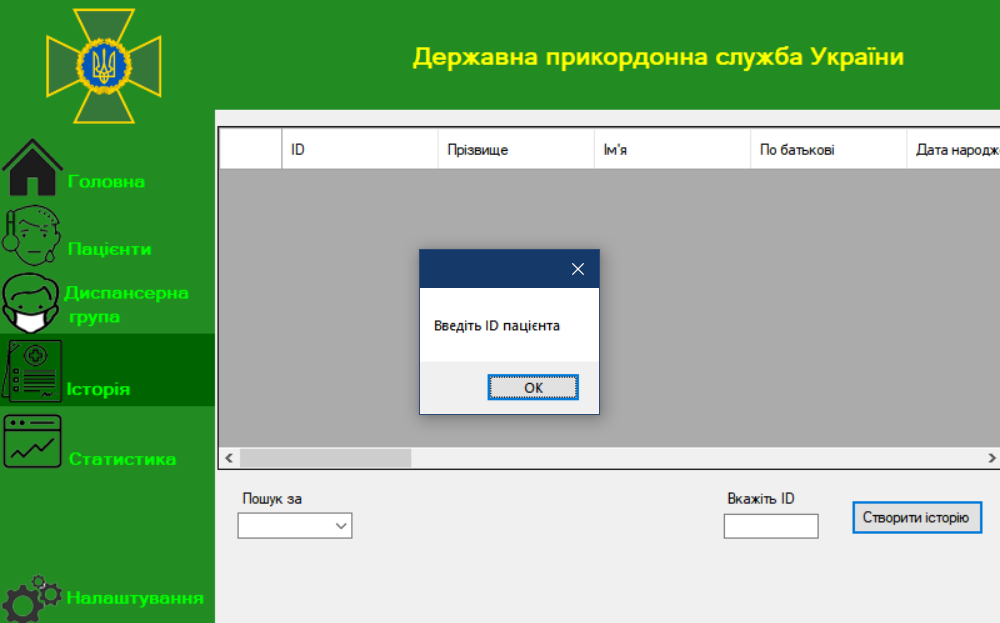 Державна прикордонна служба України
Головна
Пацієнти
Диспансерна
група
Історія
Статистика
Налаштування
ID Прізвище Ім'я По батькові Дата народж
Введіть ID пацієнта
OK
Пошук за
Вкажіть ID
Створити історію